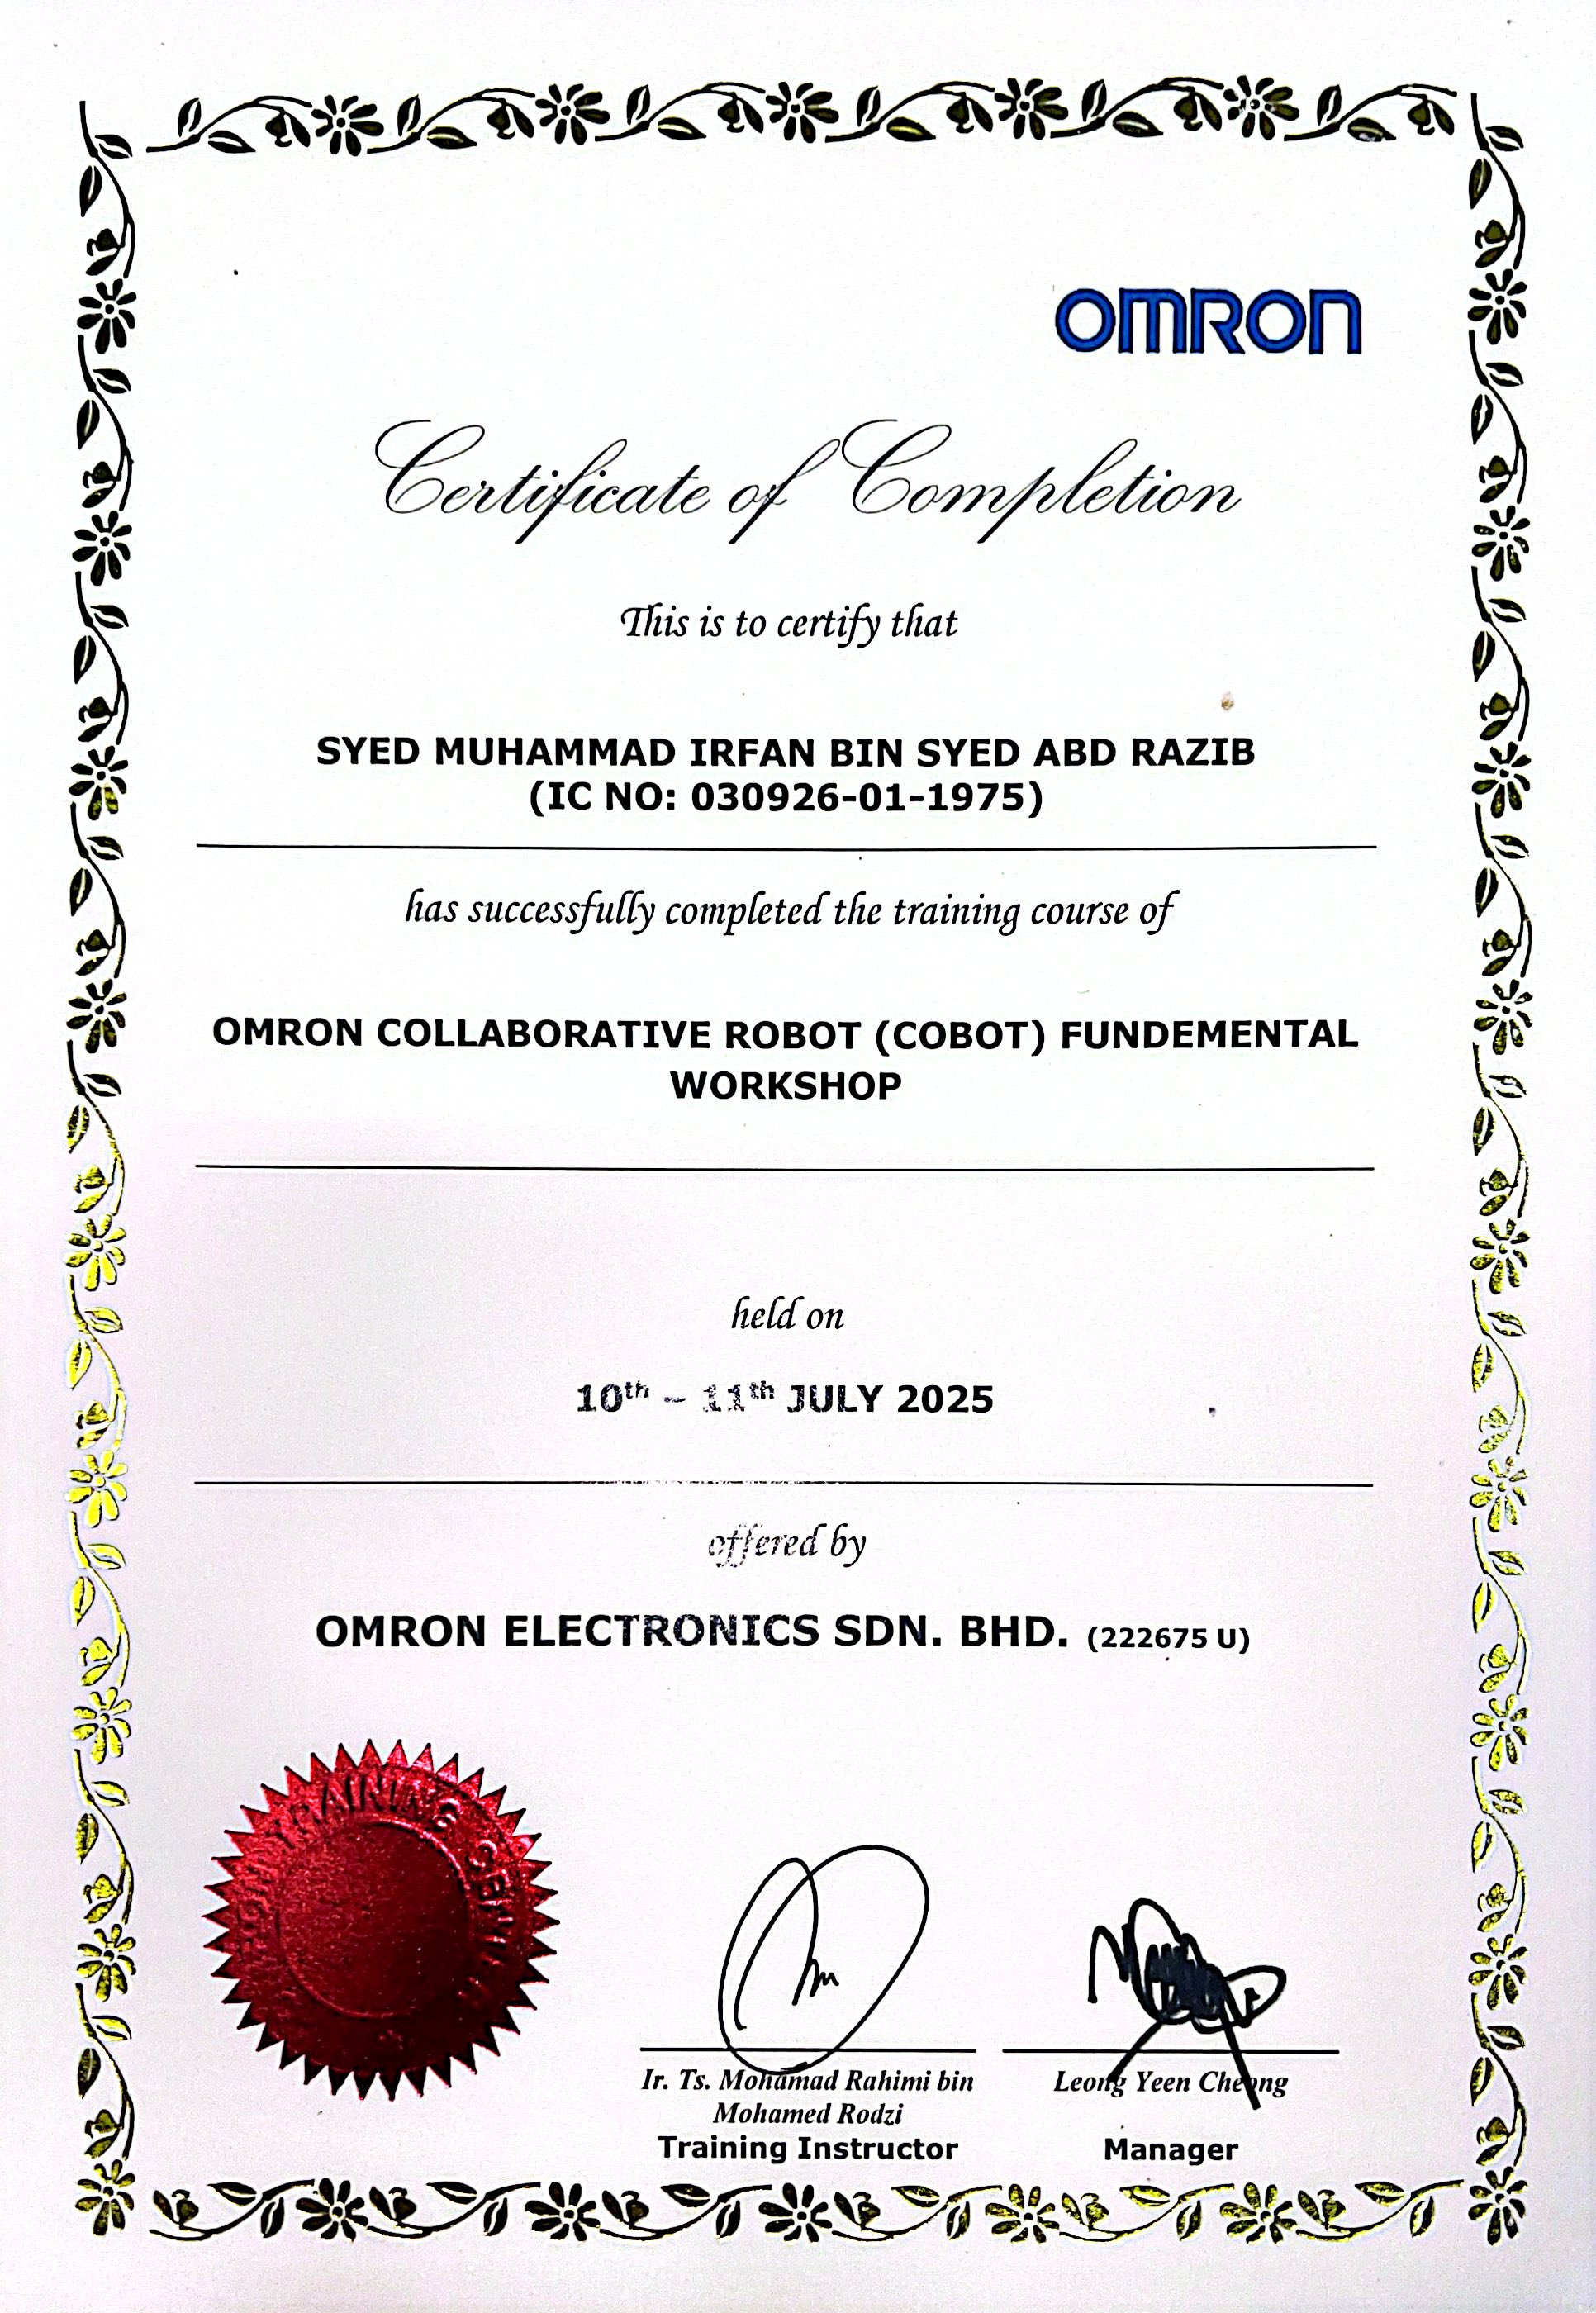 OMRON
Certificate of Completion
This is to certify that
SYED MUHAMMAD IRFAN BIN SYED ABD RAZIB
(IC NO: 030926-01-1975)
has successfully completed the training course of
OMRON COLLABORATIVE ROBOT (COBOT) FUNDEMENTAL
WORKSHOP
held on
10th – 11th JULY 2025
offered by
OMRON ELECTRONICS SDN. BHD. (222675 U)
TRAINING
Ir. Ts. Mohamad Rahimi bin
Mohamed Rodzi
Training Instructor
Leong Yeen Cheong
Manager